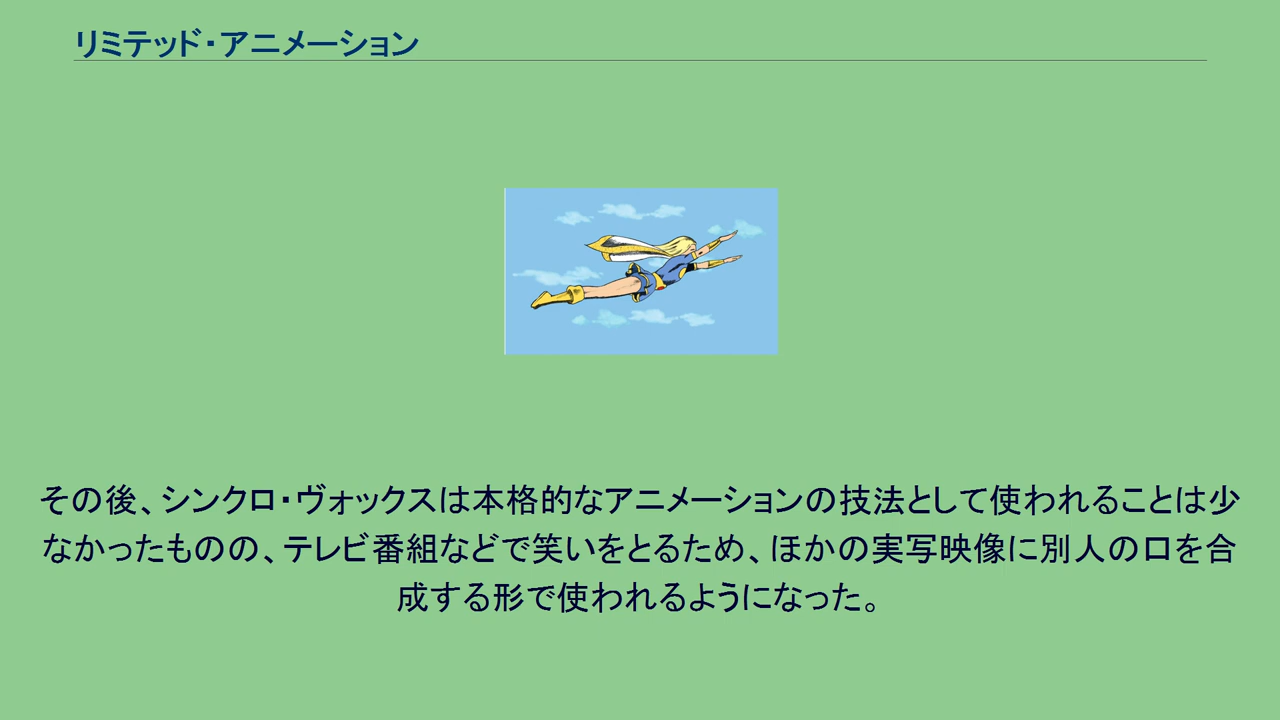 リミテッド・アニメーション
その後、シンクロ・ヴォックスは本格的なアニメーションの技法として使われることは少
なかったものの、テレビ番組などで笑いをとるため、ほかの実写映像に別人の口を合
成する形で使われるようになった。